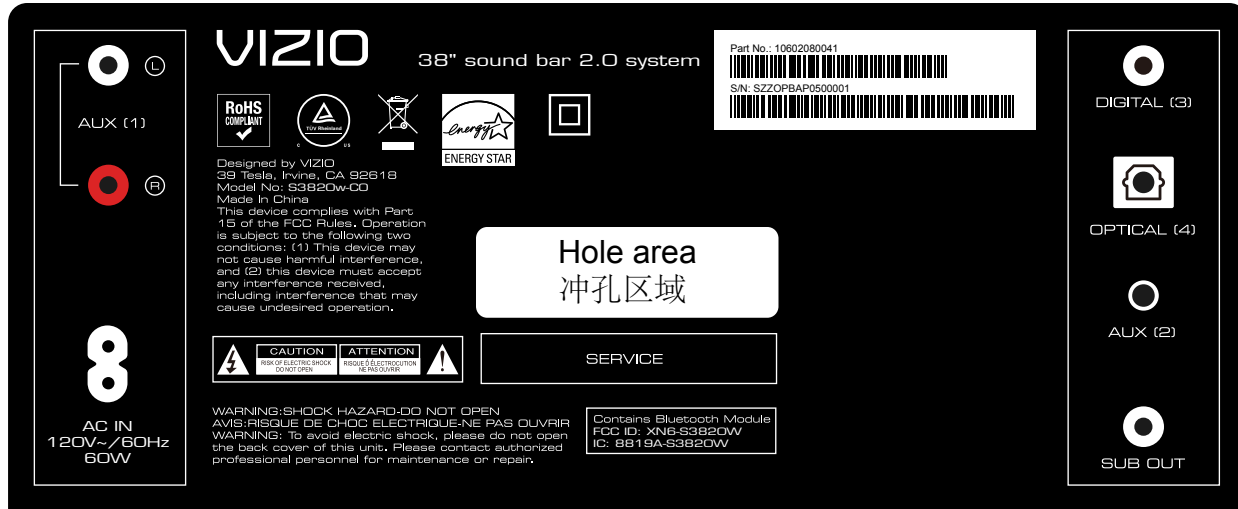 L
AUX (1)
R
AC IN
120V~/60Hz
60W
VIZIO
38" sound bar 2.0 system
RoHS
COMPLIANT
TÜV Rheinland
C US
energy
ENERGY STAR
Designed by VIZIO
39 Tesla, Irvine, CA 92618
Model No: S3820w-C0
Made In China
This device complies with Part
15 of the FCC Rules. Operation
is subject to the following two
conditions: (1) This device may
not cause harmful interference,
and (2) this device must accept
any interference received,
including interference that may
cause undesired operation.
CAUTION
RISK OF ELECTRIC SHOCK
DO NOT OPEN
ATTENTION
RISQUE D'ÉLECTROCUTION
NE PAS OUVRIR
WARNING:SHOCK HAZARD-DO NOT OPEN
AVIS:RISQUE DE CHOC ELECTRIQUE-NE PAS OUVRIR
WARNING: To avoid electric shock, please do not open
the back cover of this unit. Please contact authorized
professional personnel for maintenance or repair.
Part No.: 10602080041
S/N: SZZOPBAP0500001
Hole area
冲孔区域
SERVICE
Contains Bluetooth Module
FCC ID: XN6-S3820W
IC: 8819A-S3820W
DIGITAL (3)
OPTICAL (4)
AUX (2)
SUB OUT